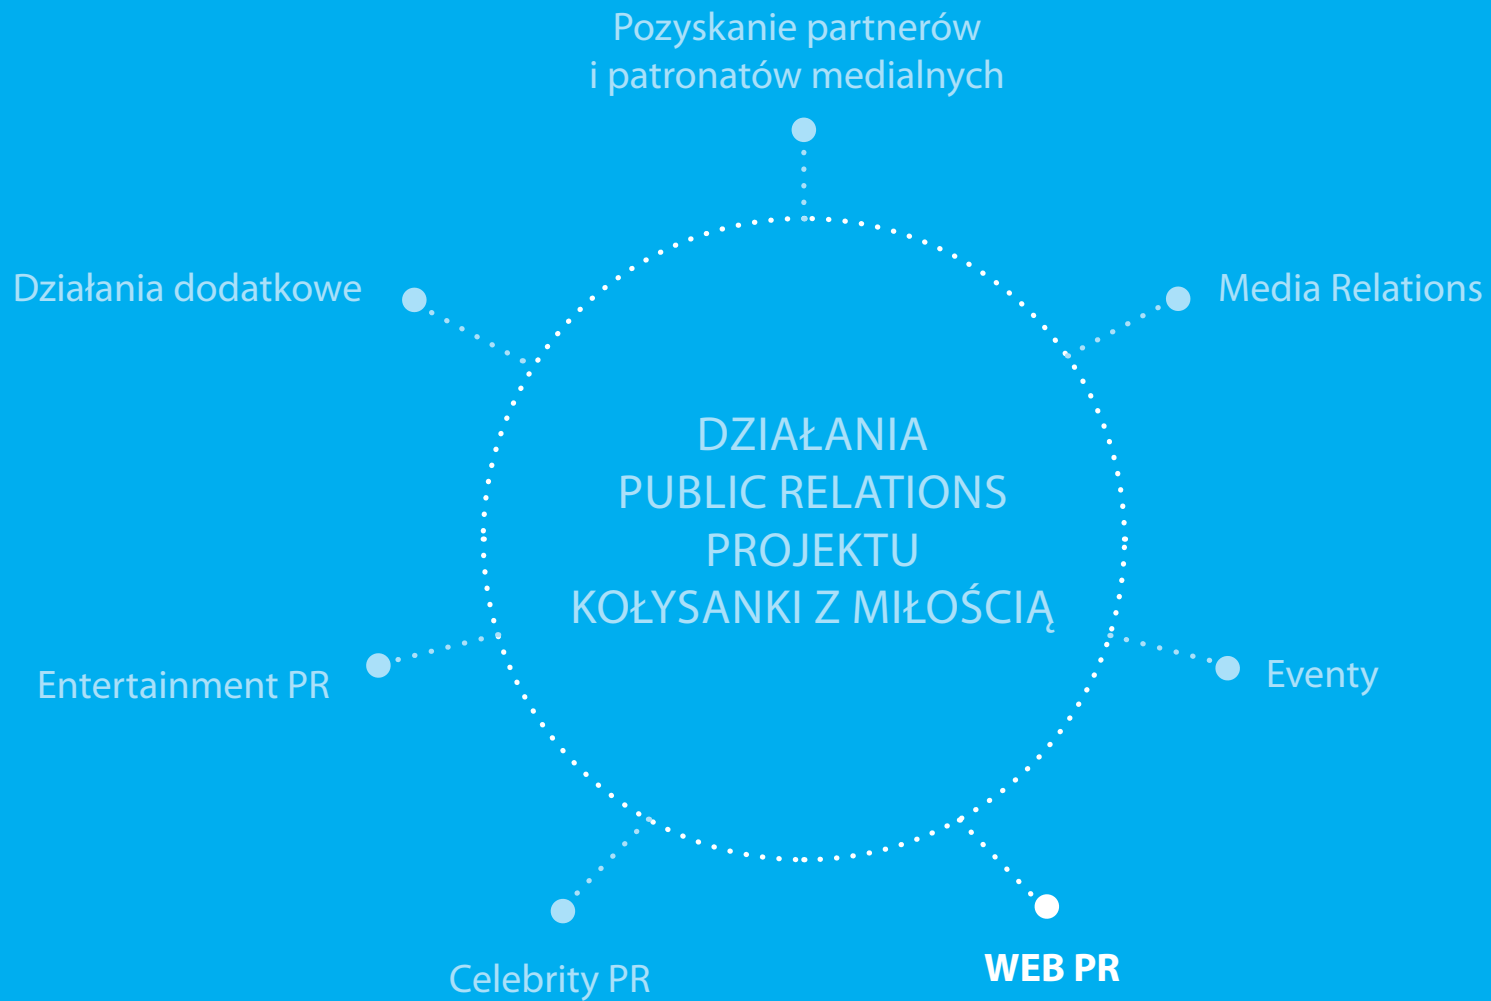 Pozyskanie partnerów
i patronatów medialnych
Działania dodatkowe
Media Relations
DZIAŁANIA
PUBLIC RELATIONS
PROJEKTU
KOŁYSANKI Z MIŁOŚCIĄ
Entertainment PR
Eventy
Celebrity PR
WEB PR